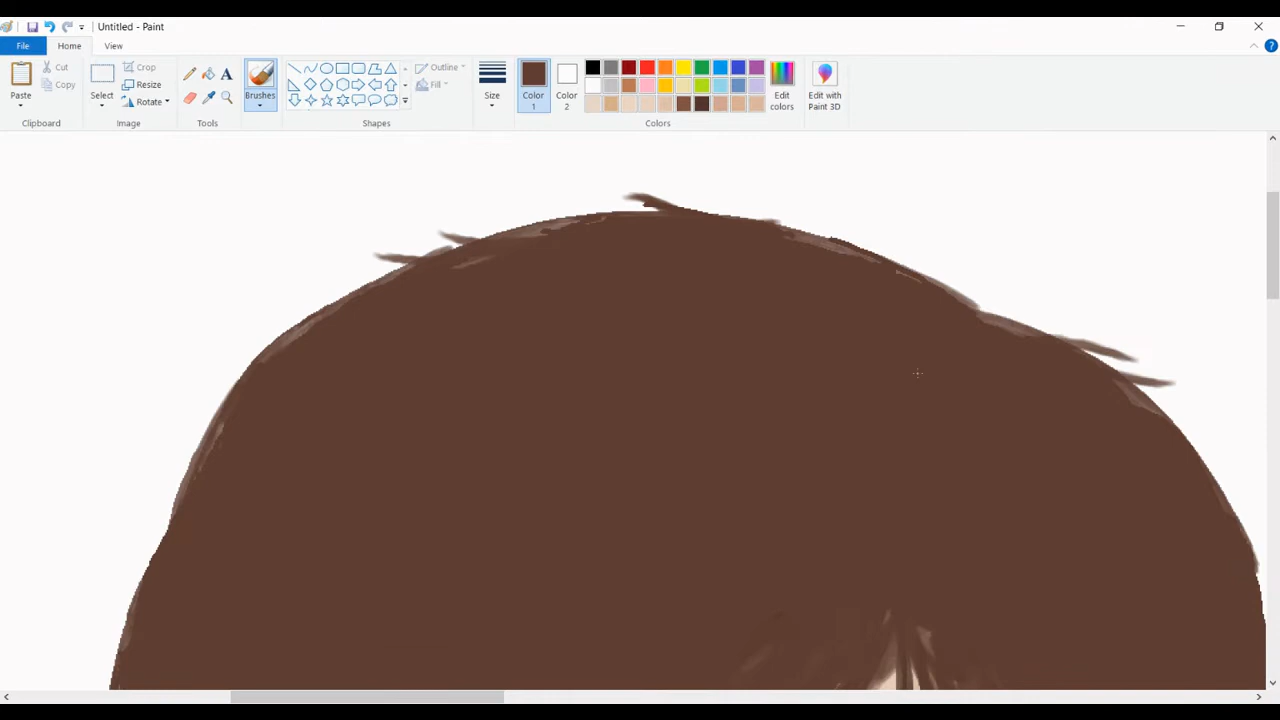 Untitled - Paint
File Home View
Paste
Cut
Copy
Clipboard
Select
Crop
Resize
Rotate
Image
Tools
Brushes
Shapes
Outline
Fill
Size
Color 1
Color 2
Colors
Edit colors
Edit with Paint 3D